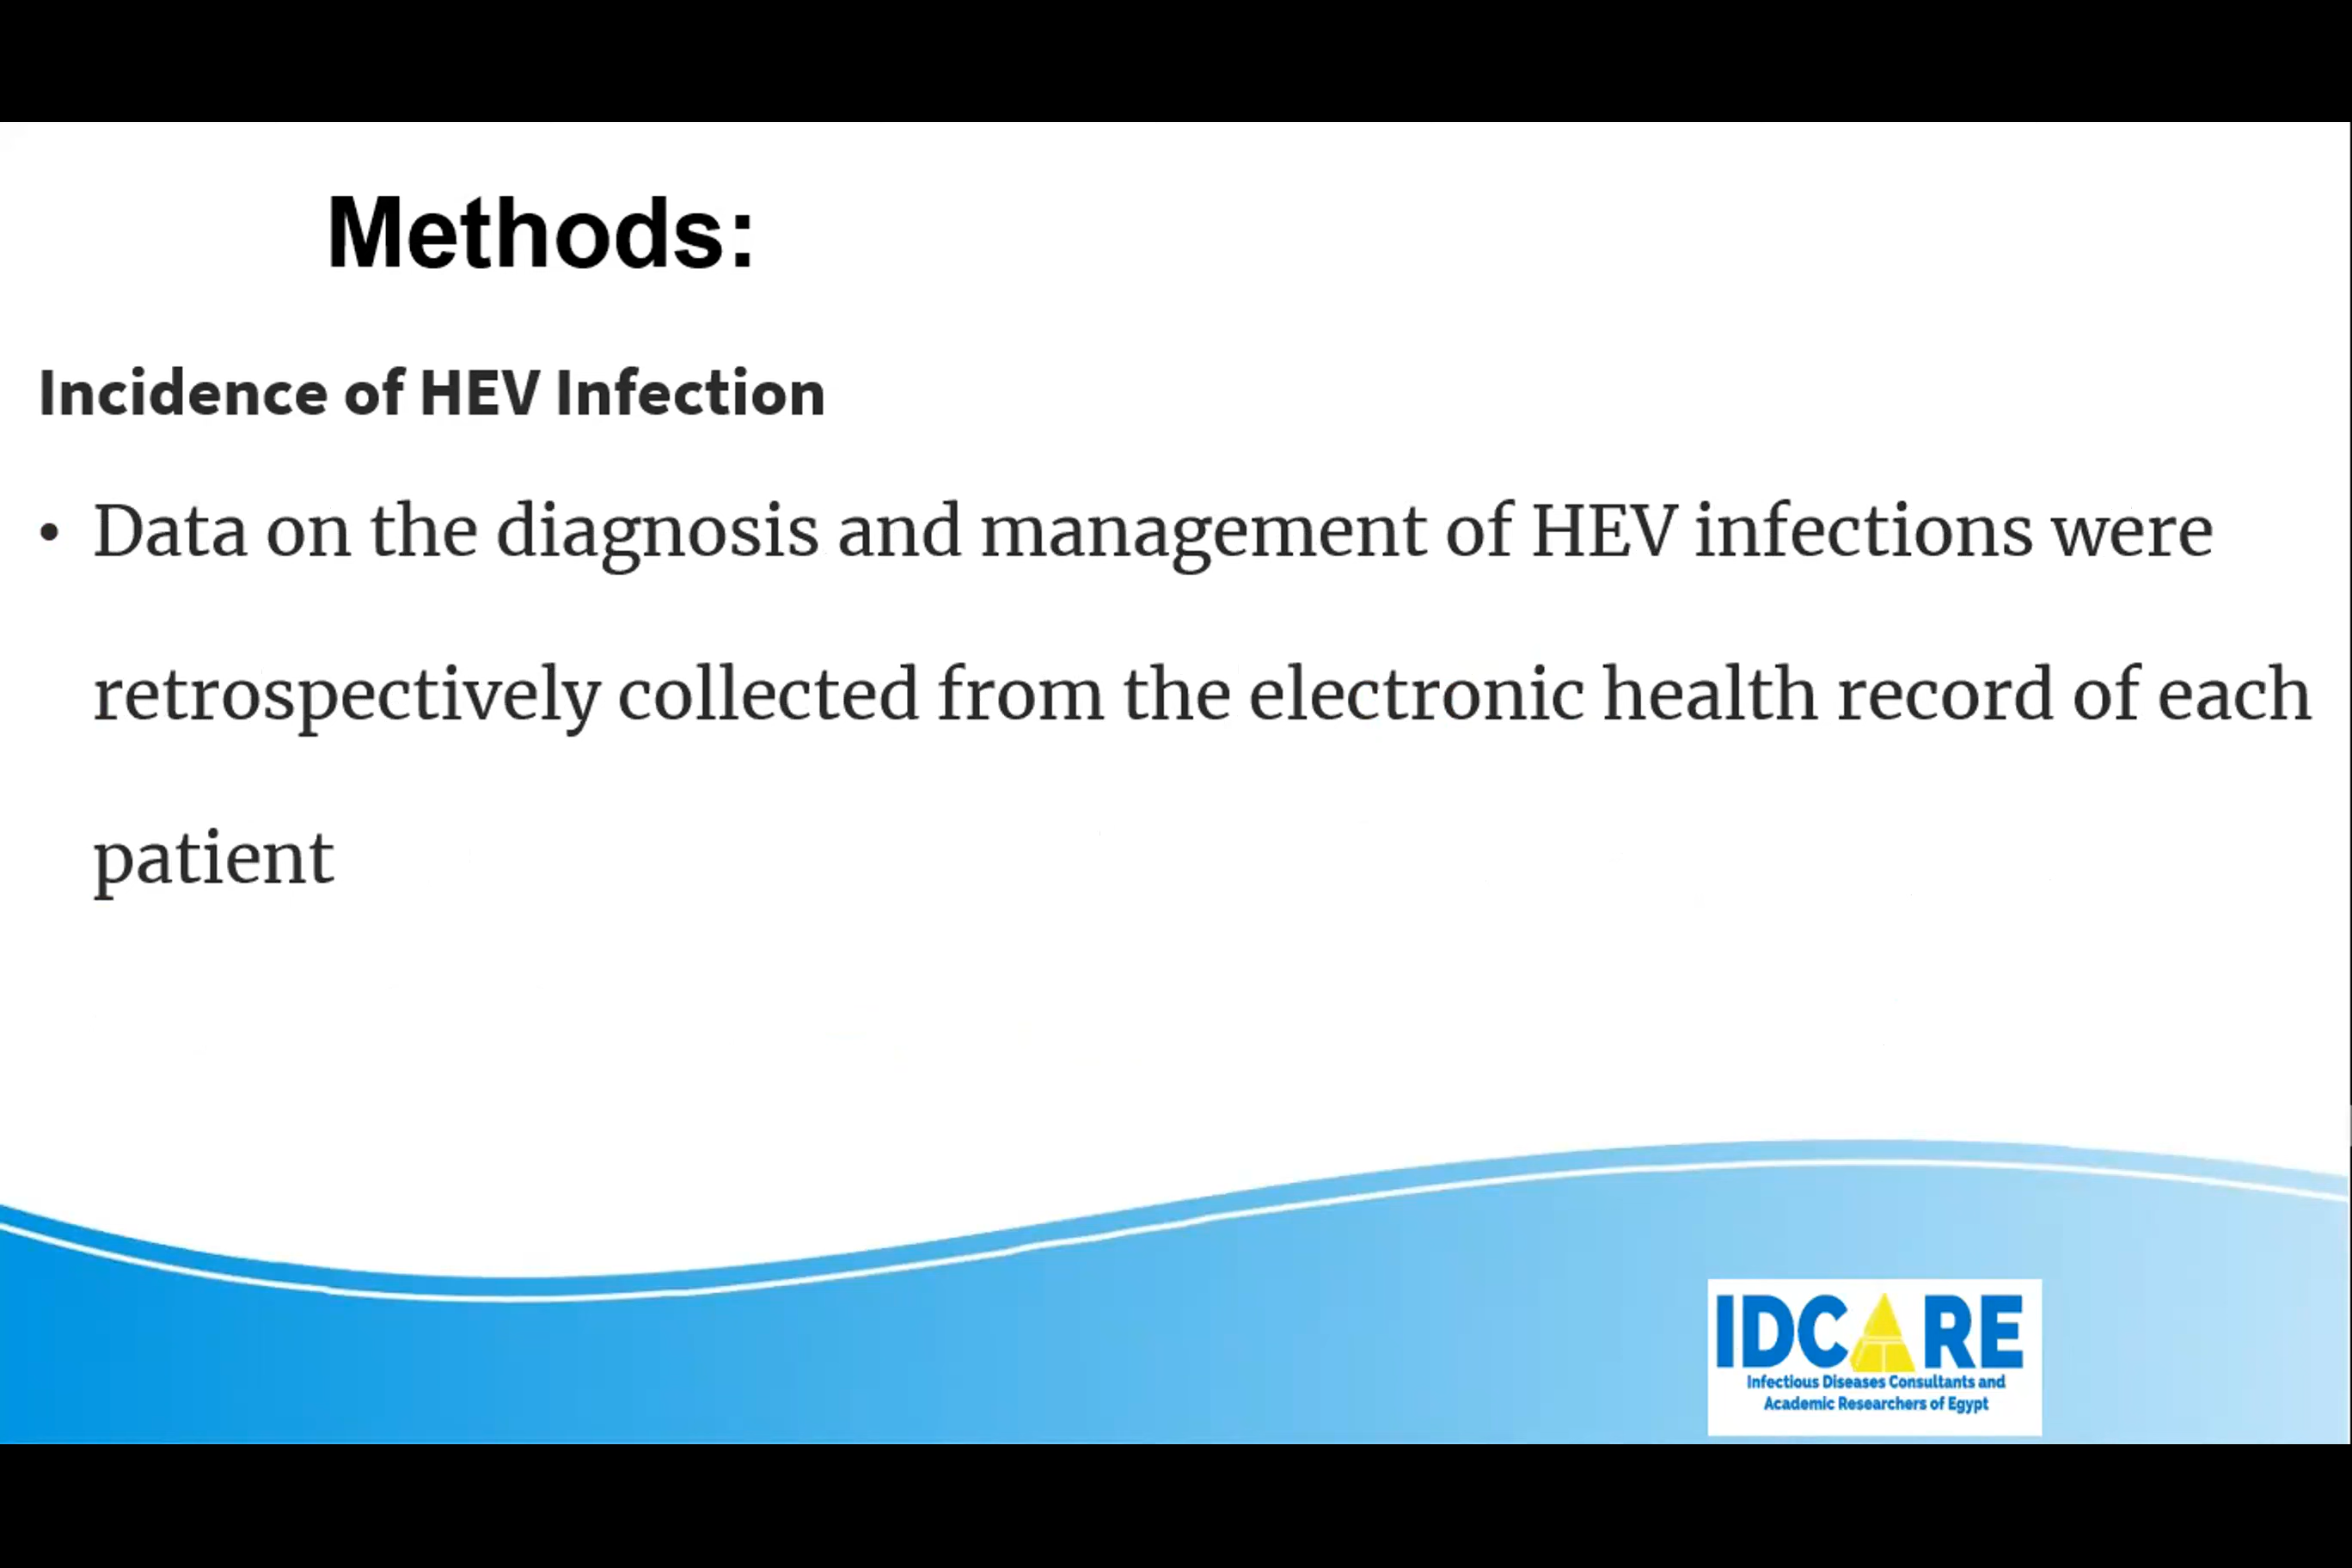 Methods:
Incidence of HEV Infection
• Data on the diagnosis and management of HEV infections were
retrospectively collected from the electronic health record of each
patient
IDCARE
Infectious Diseases Consultants and
Academic Researchers of Egypt